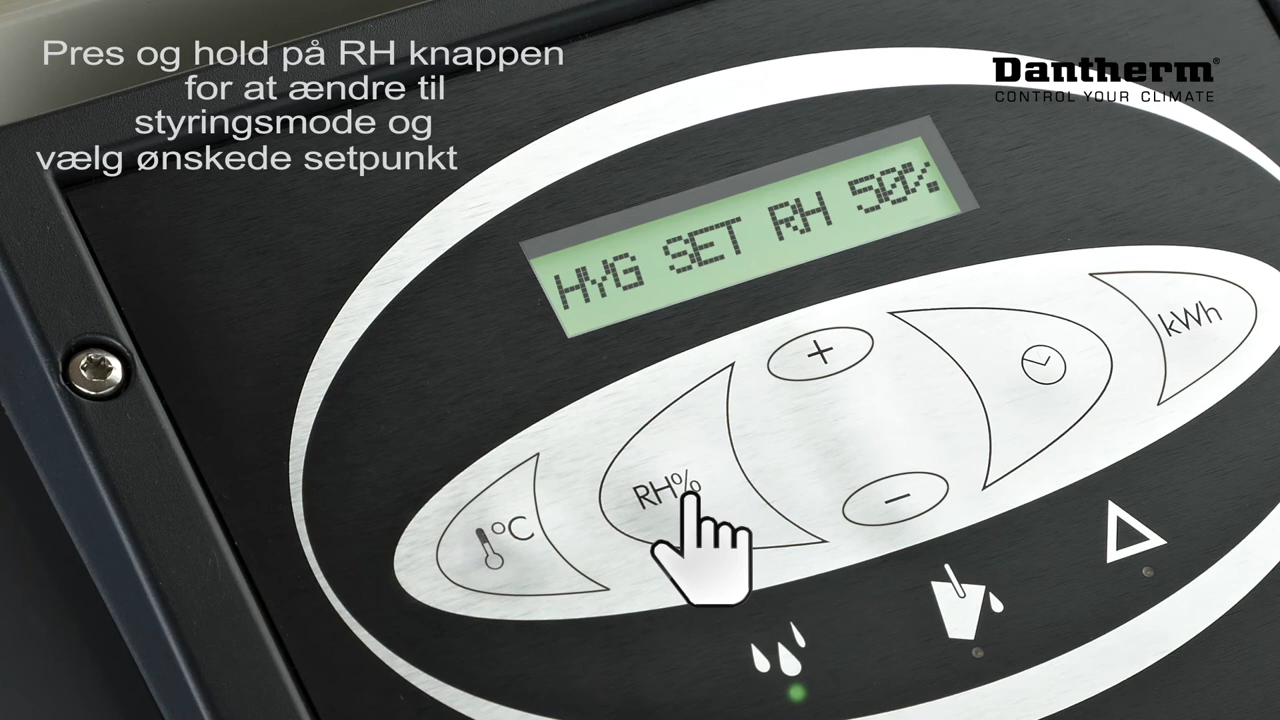 Pres og hold på RH knappen
for at ændre til
styringsmode og
vælg ønskede setpunkt
Dantherm®
CONTROL YOUR CLIMATE
HYG SET RH 50%
kWh
+
RH%
−
°C